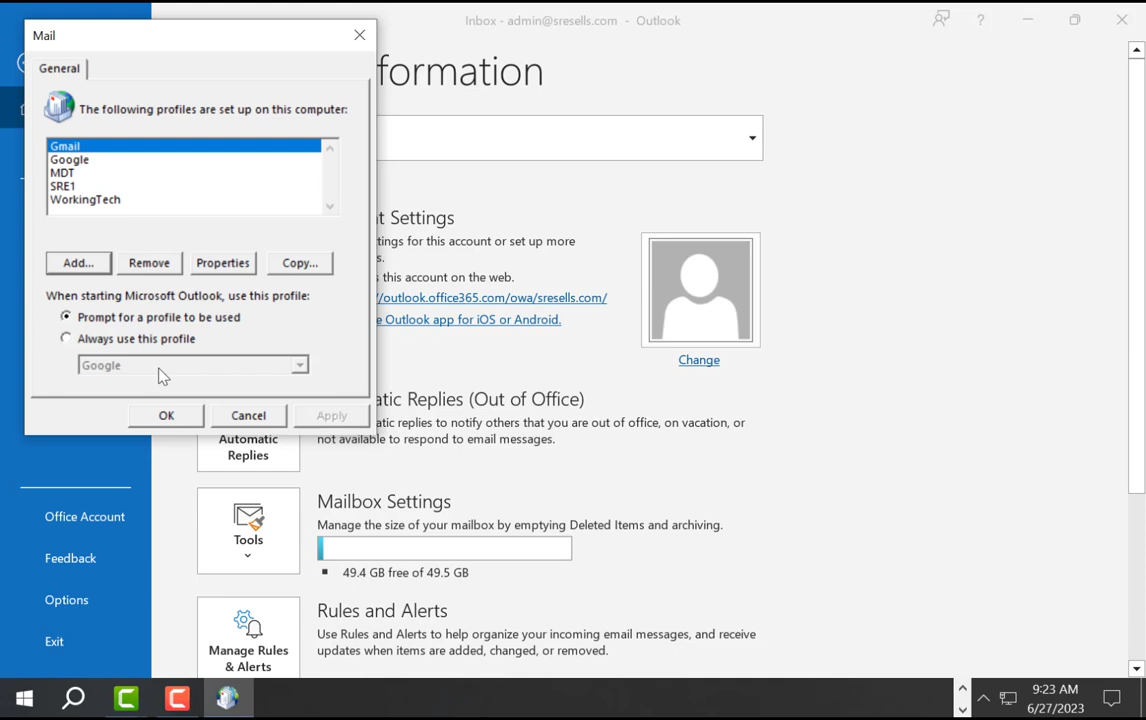 Inbox - admin@sresells.com - Outlook
?
Mail
General
The following profiles are set up on this computer:
Gmail
Google
MDT
SRE1
WorkingTech
Add...
Remove
Properties
Copy...
When starting Microsoft Outlook, use this profile:
Prompt for a profile to be used
Always use this profile
Google
OK
Cancel
Apply
formation
t Settings
tings for this account or set up more
s.
s this account on the web.
//outlook.office365.com/owa/sresells.com/
e Outlook app for iOS or Android.
Change
atic Replies (Out of Office)
atic replies to notify others that you are out of office, on vacation, or
not available to respond to email messages.
Automatic
Replies
Mailbox Settings
Manage the size of your mailbox by emptying Deleted Items and archiving.
49.4 GB free of 49.5 GB
Tools
Rules and Alerts
Use Rules and Alerts to help organize your incoming email messages, and receive
updates when items are added, changed, or removed.
Manage Rules
& Alerts
Office Account
Feedback
Options
Exit
9:23 AM
6/27/2023